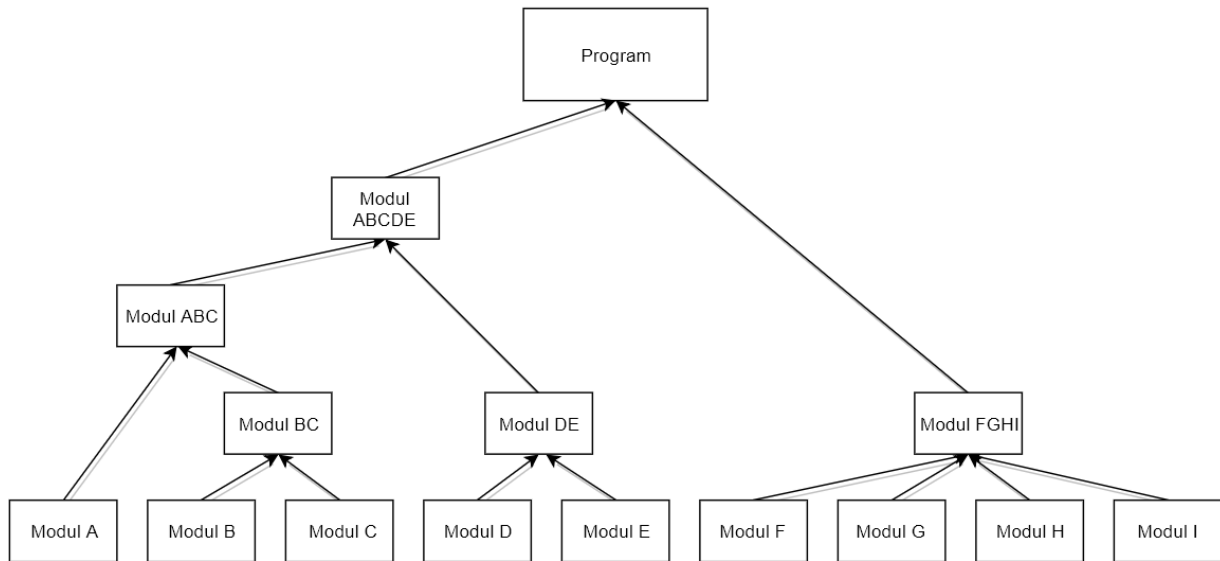 Program
Modul
ABCDE
Modul ABC
Modul BC
Modul DE
Modul FGHI
Modul A
Modul B
Modul C
Modul D
Modul E
Modul F
Modul G
Modul H
Modul I